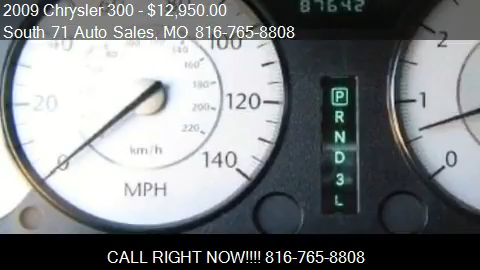 2009 Chrysler 300 - $12,950.00
South 71 Auto Sales, MO 816-765-8808
87642
100
160
180
200
220
20
0
120
140
km/h
MPH
P
R
N
D
3
L
2
1
0
CALL RIGHT NOW!!!! 816-765-8808